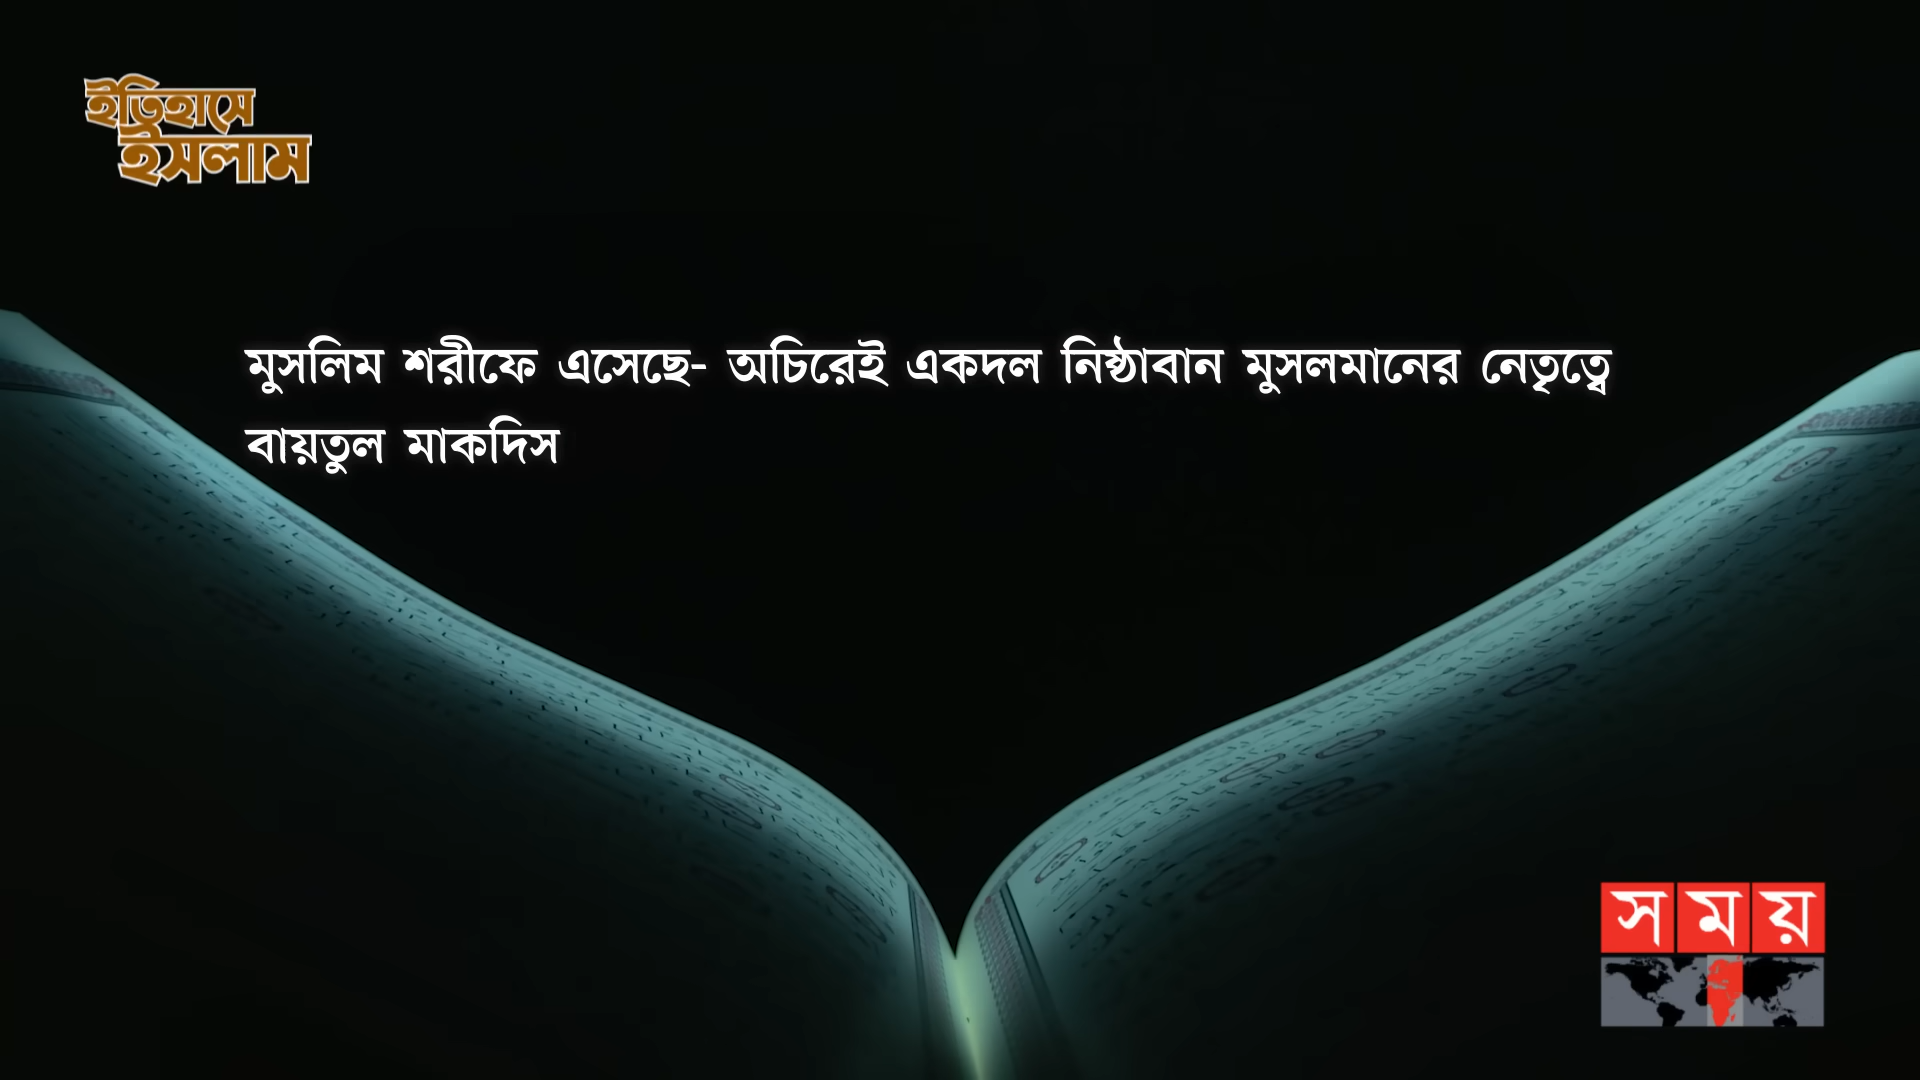 ইতিহাসে
ইসলাম
মুসলিম শরীফে এসেছে- অচিরেই একদল নিষ্ঠাবান মুসলমানের নেতৃত্বে
বায়তুল মাকদিস
সময়